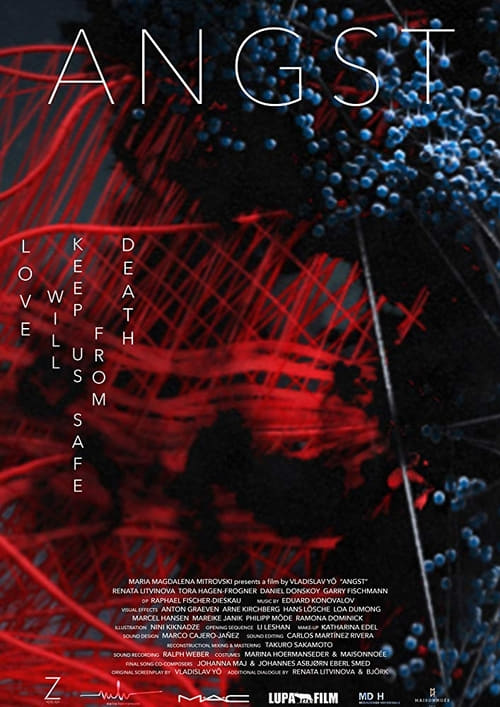 ANGST
LOVE
WILL
KEEP US SAFE
FROM
DEATH
MARIA MAGDALENA MITROVSKI presents a film by VLADISLAV YŌ "ANGST"
RENATA LITVINOVA TORA HAGEN-FROGNER DANIEL DONSKOY GARRY FISCHMANN
DP RAPHAEL FISCHER-DIESKAU MUSIC BY EDUARD KONOVALOV
VISUAL EFFECTS ANTON GRAEVEN ARNE KIRCHBERG HANS LÖSCHE LOA DUMONG
MARCEL HANSEN MAREIKE JANIK PHILIPP MÖDE RAMONA DOMINICK
ILLUSTRATION NINI KIKNADZE OPENING SEQUENCE LI LESHAN MAKE-UP KATHARINA EDEL
SOUND DESIGN MARCO CAJERO-JAÑEZ SOUND EDITING CARLOS MARTÍNEZ RIVERA
RECONSTRUCTION, MIXING & MASTERING TAKURO SAKAMOTO
SOUND RECORDING RALPH WEBER COSTUMES MARINA HOERMANSEDER & MAISONNOÉE
FINAL SONG CO-COMPOSERS JOHANNA MAJ & JOHANNES ASBJØRN EBERL SMED
ORIGINAL SCREENPLAY BY VLADISLAV YŌ ADDITIONAL DIALOGUE BY RENATA LITVINOVA & BJÖRK
Z MAC LUPA FILM MD H MAISONNOÉE